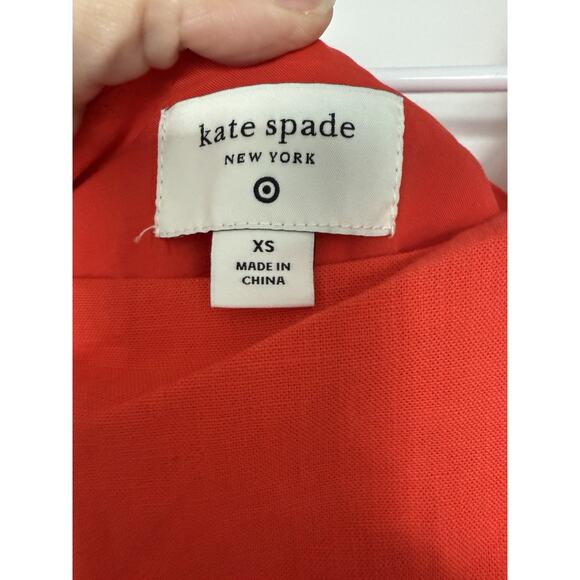 kate spade
NEW YORK
XS
MADE IN
CHINA